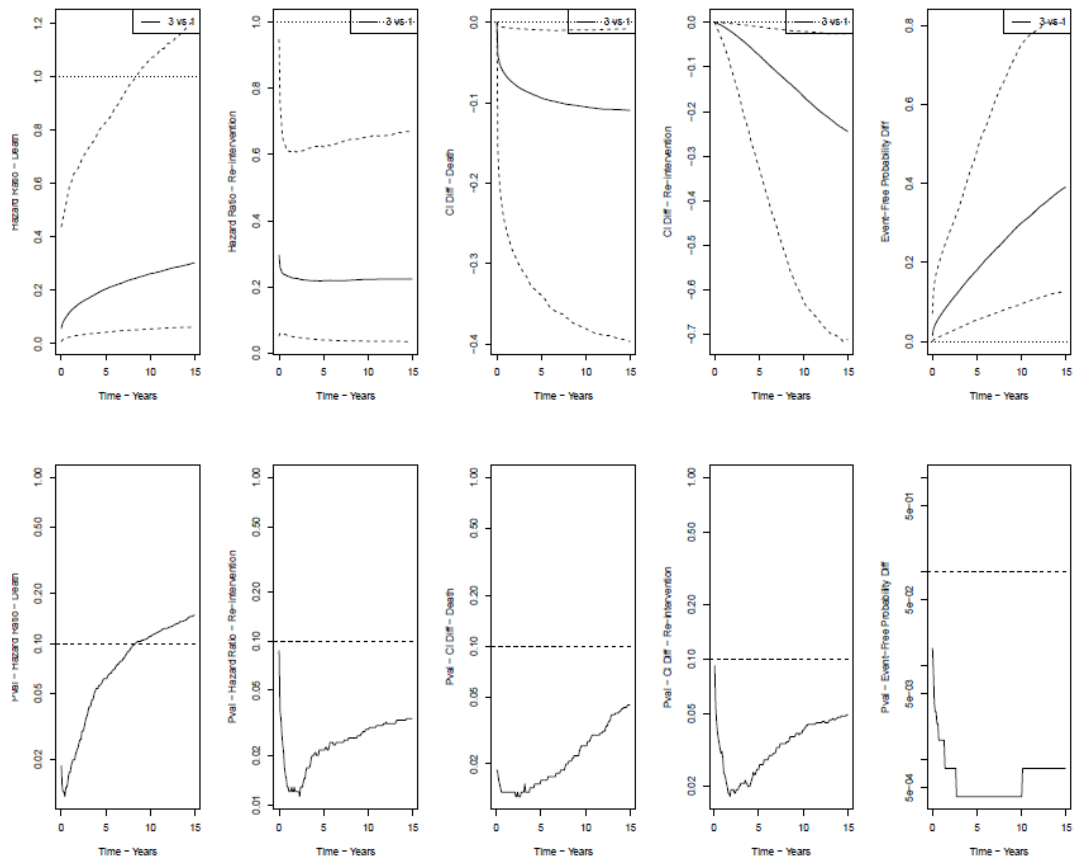 Hazard Ratio - Death
1.2
1.0
0.8
0.6
0.4
0.2
0.0
3 vs 1
0 5 10 15
Time - Years
Hazard Ratio - Re-intervention
1.0
0.8
0.6
0.4
0.2
0.0
3 vs 1
0 5 10 15
Time - Years
CI Diff - Death
0.0
-0.1
-0.2
-0.3
-0.4
3 vs 1
0 5 10 15
Time - Years
CI Diff - Re-intervention
0.0
-0.1
-0.2
-0.3
-0.4
-0.5
-0.6
-0.7
3 vs 1
0 5 10 15
Time - Years
Event-Free Probability Diff
0.8
0.6
0.4
0.2
0.0
3 vs 1
0 5 10 15
Time - Years
Pval - Hazard Ratio - Death
1.00
0.50
0.20
0.10
0.05
0.02
0 5 10 15
Time - Years
Pval - Hazard Ratio - Re-intervention
1.00
0.50
0.20
0.10
0.05
0.02
0.01
0 5 10 15
Time - Years
Pval - CI Diff - Death
1.00
0.50
0.20
0.10
0.05
0.02
0 5 10 15
Time - Years
Pval - CI Diff - Re-intervention
1.00
0.50
0.20
0.10
0.05
0.02
0 5 10 15
Time - Years
Pval - Event-Free Probability Diff
5e-01
5e-02
5e-03
5e-04
0 5 10 15
Time - Years